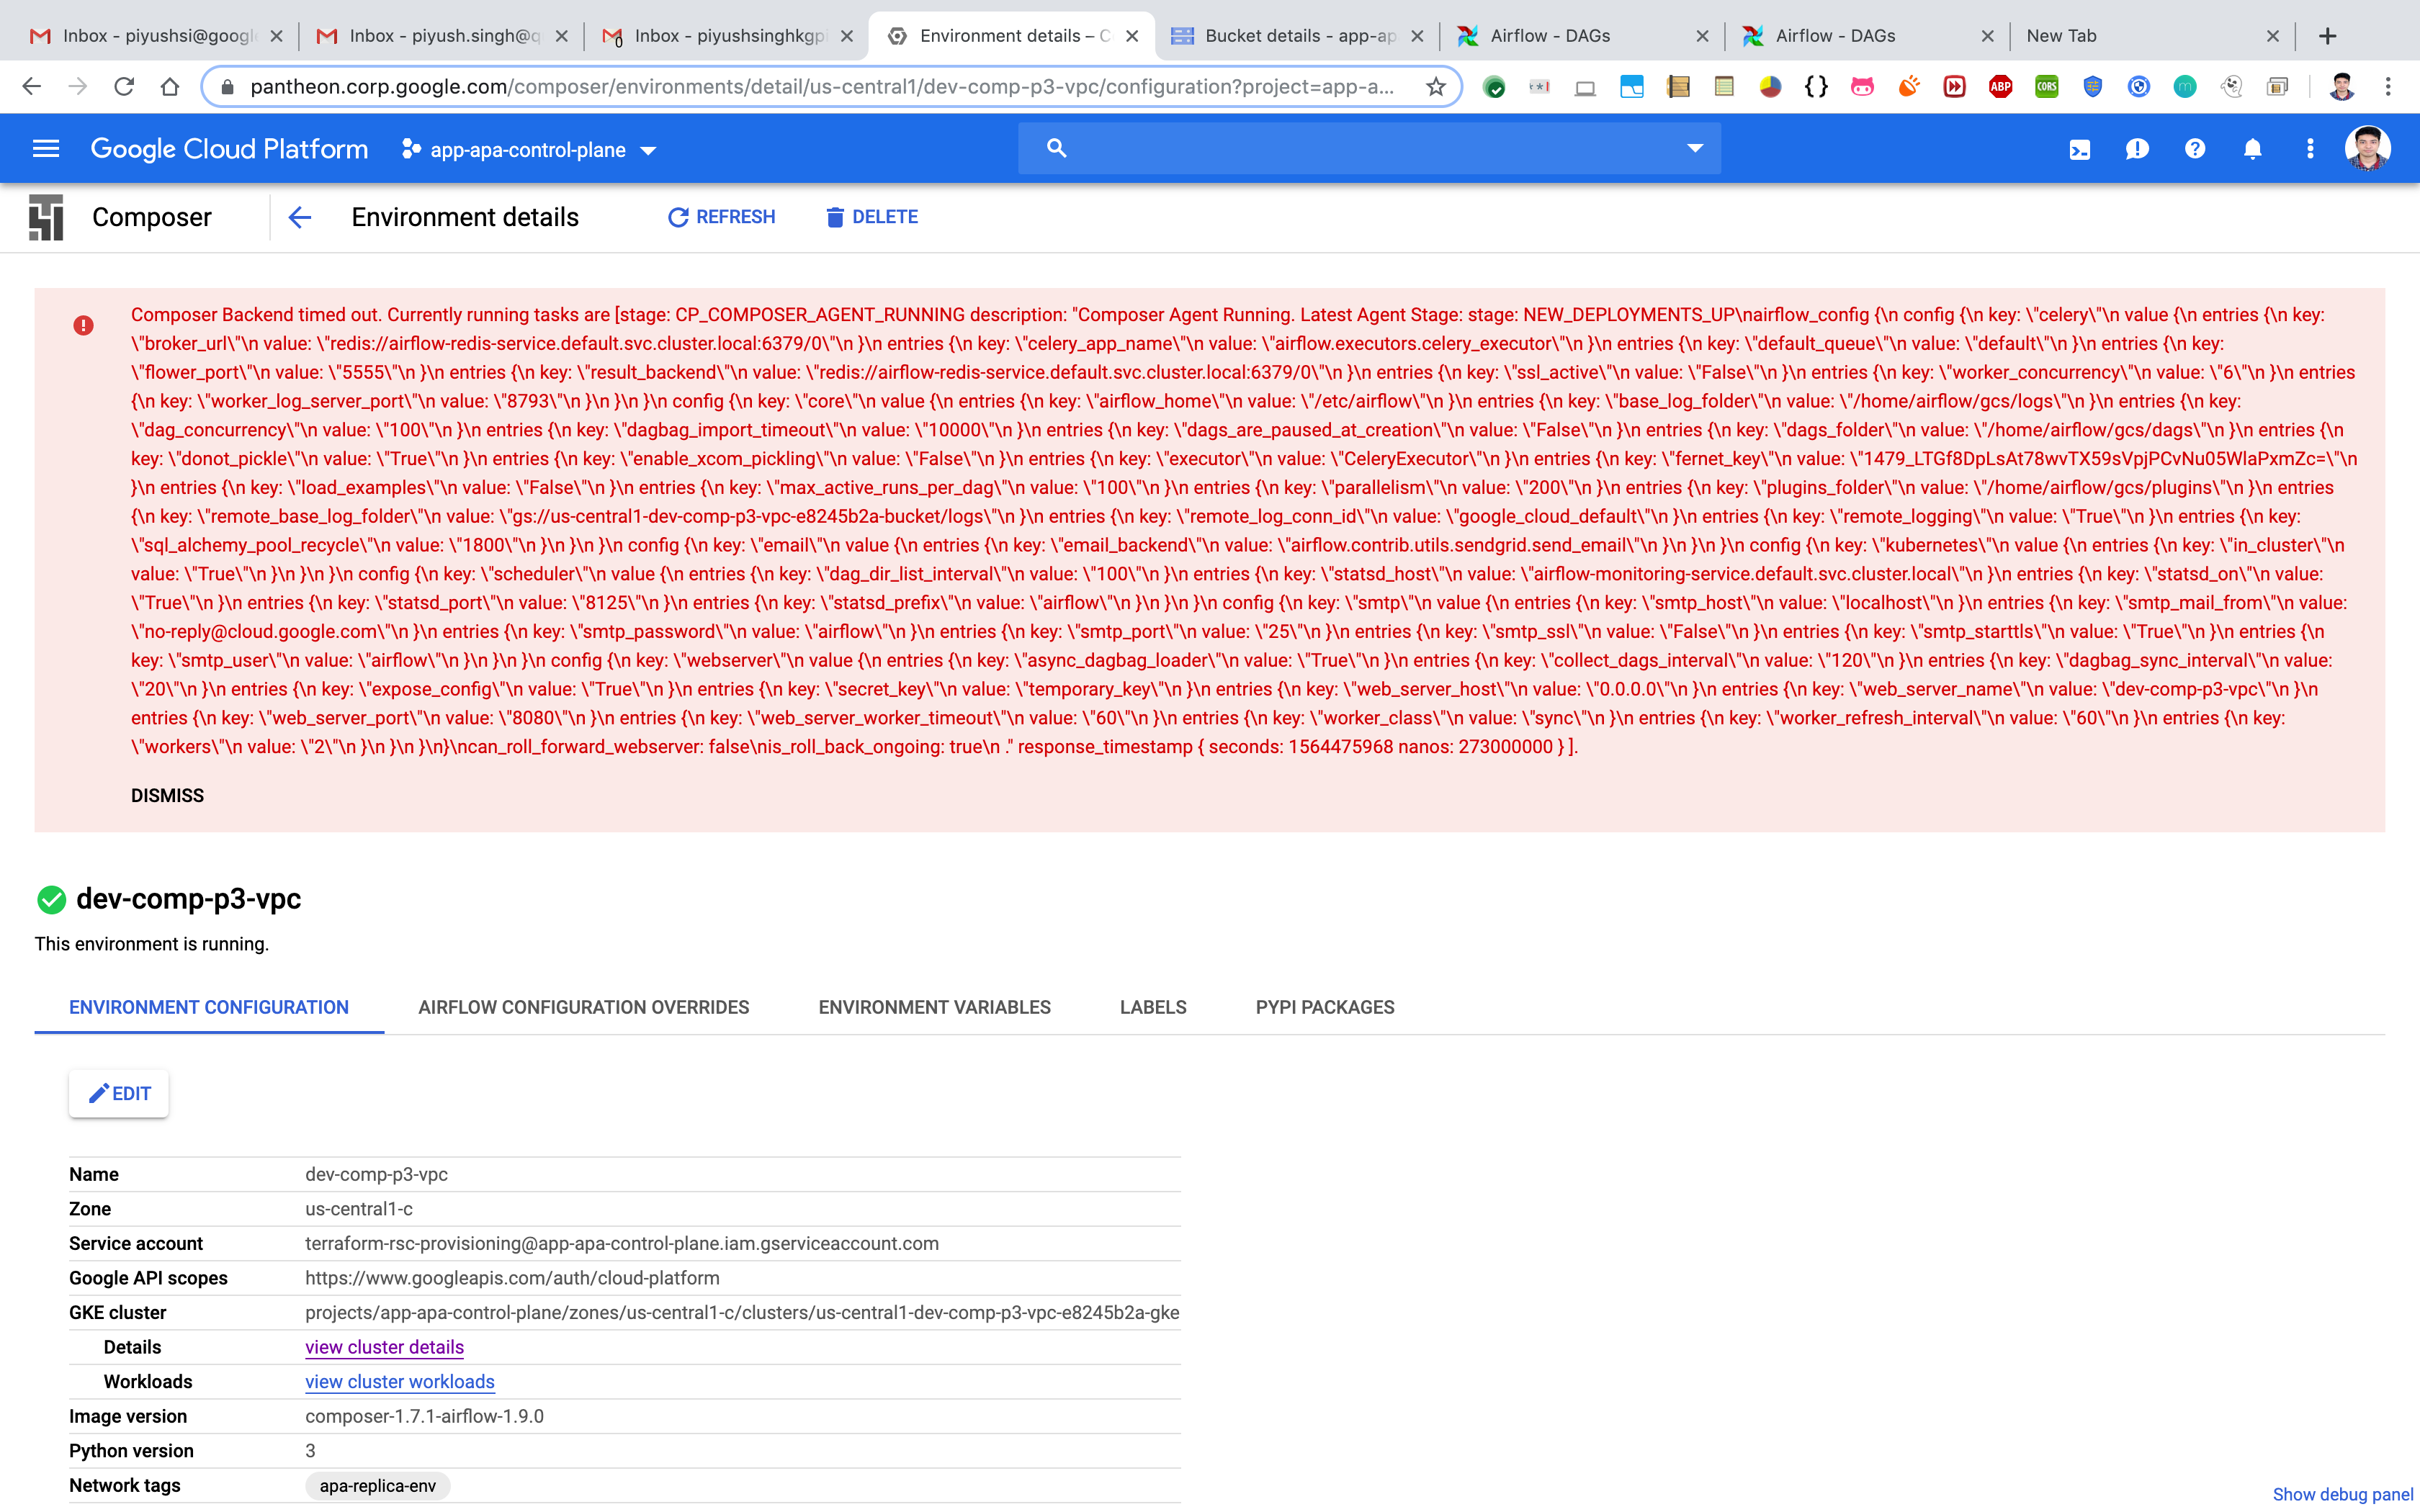 Inbox - piyushsi@googl
Inbox - piyush.singh@q
Inbox - piyushsinghkgp
Environment details – C
Bucket details - app-ap
Airflow - DAGs
Airflow - DAGs
New Tab
pantheon.corp.google.com/composer/environments/detail/us-central1/dev-comp-p3-vpc/configuration?project=app-a...
ABP
CORS
m
Google Cloud Platform
app-apa-control-plane
Composer
Environment details
REFRESH
DELETE
Composer Backend timed out. Currently running tasks are [stage: CP_COMPOSER_AGENT_RUNNING description: "Composer Agent Running. Latest Agent Stage: stage: NEW_DEPLOYMENTS_UP\nairflow_config {\n config {\n key: \"celery\"\n value {\n entries {\n key:
\"broker_url\"\n value: \"redis://airflow-redis-service.default.svc.cluster.local:6379/0\"\n }\n entries {\n key: \"celery_app_name\"\n value: \"airflow.executors.celery_executor\"\n }\n entries {\n key: \"default_queue\"\n value: \"default\"\n }\n entries {\n key:
\"flower_port\"\n value: \"5555\"\n }\n entries {\n key: \"result_backend\"\n value: \"redis://airflow-redis-service.default.svc.cluster.local:6379/0\"\n }\n entries {\n key: \"ssl_active\"\n value: \"False\"\n }\n entries {\n key: \"worker_concurrency\"\n value: \"6\"\n }\n entries
{\n key: \"worker_log_server_port\"\n value: \"8793\"\n }\n }\n }\n config {\n key: \"core\"\n value {\n entries {\n key: \"airflow_home\"\n value: \"/etc/airflow\"\n }\n entries {\n key: \"base_log_folder\"\n value: \"/home/airflow/gcs/logs\"\n }\n entries {\n key:
\"dag_concurrency\"\n value: \"100\"\n }\n entries {\n key: \"dagbag_import_timeout\"\n value: \"10000\"\n }\n entries {\n key: \"dags_are_paused_at_creation\"\n value: \"False\"\n }\n entries {\n key: \"dags_folder\"\n value: \"/home/airflow/gcs/dags\"\n }\n entries {\n
key: \"donot_pickle\"\n value: \"True\"\n }\n entries {\n key: \"enable_xcom_pickling\"\n value: \"False\"\n }\n entries {\n key: \"executor\"\n value: \"CeleryExecutor\"\n }\n entries {\n key: \"fernet_key\"\n value: \"1479_LTGf8DpLsAt78wvTX59sVpjPCvNu05WlaPxmZc=\"\n
}\n entries {\n key: \"load_examples\"\n value: \"False\"\n }\n entries {\n key: \"max_active_runs_per_dag\"\n value: \"100\"\n }\n entries {\n key: \"parallelism\"\n value: \"200\"\n }\n entries {\n key: \"plugins_folder\"\n value: \"/home/airflow/gcs/plugins\"\n }\n entries
{\n key: \"remote_base_log_folder\"\n value: \"gs://us-central1-dev-comp-p3-vpc-e8245b2a-bucket/logs\"\n }\n entries {\n key: \"remote_log_conn_id\"\n value: \"google_cloud_default\"\n }\n entries {\n key: \"remote_logging\"\n value: \"True\"\n }\n entries {\n key:
\"sql_alchemy_pool_recycle\"\n value: \"1800\"\n }\n }\n }\n config {\n key: \"email\"\n value {\n entries {\n key: \"email_backend\"\n value: \"airflow.contrib.utils.sendgrid.send_email\"\n }\n }\n }\n config {\n key: \"kubernetes\"\n value {\n entries {\n key: \"in_cluster\"\n
value: \"True\"\n }\n }\n }\n config {\n key: \"scheduler\"\n value {\n entries {\n key: \"dag_dir_list_interval\"\n value: \"100\"\n }\n entries {\n key: \"statsd_host\"\n value: \"airflow-monitoring-service.default.svc.cluster.local\"\n }\n entries {\n key: \"statsd_on\"\n value:
\"True\"\n }\n entries {\n key: \"statsd_port\"\n value: \"8125\"\n }\n entries {\n key: \"statsd_prefix\"\n value: \"airflow\"\n }\n }\n }\n config {\n key: \"smtp\"\n value {\n entries {\n key: \"smtp_host\"\n value: \"localhost\"\n }\n entries {\n key: \"smtp_mail_from\"\n value:
\"no-reply@cloud.google.com\"\n }\n entries {\n key: \"smtp_password\"\n value: \"airflow\"\n }\n entries {\n key: \"smtp_port\"\n value: \"25\"\n }\n entries {\n key: \"smtp_ssl\"\n value: \"False\"\n }\n entries {\n key: \"smtp_starttls\"\n value: \"True\"\n }\n entries {\n
key: \"smtp_user\"\n value: \"airflow\"\n }\n }\n }\n config {\n key: \"webserver\"\n value {\n entries {\n key: \"async_dagbag_loader\"\n value: \"True\"\n }\n entries {\n key: \"collect_dags_interval\"\n value: \"120\"\n }\n entries {\n key: \"dagbag_sync_interval\"\n value:
\"20\"\n }\n entries {\n key: \"expose_config\"\n value: \"True\"\n }\n entries {\n key: \"secret_key\"\n value: \"temporary_key\"\n }\n entries {\n key: \"web_server_host\"\n value: \"0.0.0.0\"\n }\n entries {\n key: \"web_server_name\"\n value: \"dev-comp-p3-vpc\"\n }\n
entries {\n key: \"web_server_port\"\n value: \"8080\"\n }\n entries {\n key: \"web_server_worker_timeout\"\n value: \"60\"\n }\n entries {\n key: \"worker_class\"\n value: \"sync\"\n }\n entries {\n key: \"worker_refresh_interval\"\n value: \"60\"\n }\n entries {\n key:
\"workers\"\n value: \"2\"\n }\n }\n }\n}\ncan_roll_forward_webserver: false\nis_roll_back_ongoing: true\n ." response_timestamp { seconds: 1564475968 nanos: 273000000 } ].
DISMISS
dev-comp-p3-vpc
This environment is running.
ENVIRONMENT CONFIGURATION
AIRFLOW CONFIGURATION OVERRIDES
ENVIRONMENT VARIABLES
LABELS
PYPI PACKAGES
EDIT
Name dev-comp-p3-vpc
Zone us-central1-c
Service account terraform-rsc-provisioning@app-apa-control-plane.iam.gserviceaccount.com
Google API scopes https://www.googleapis.com/auth/cloud-platform
GKE cluster projects/app-apa-control-plane/zones/us-central1-c/clusters/us-central1-dev-comp-p3-vpc-e8245b2a-gke
Details view cluster details
Workloads view cluster workloads
Image version composer-1.7.1-airflow-1.9.0
Python version 3
Network tags apa-replica-env
Show debug panel